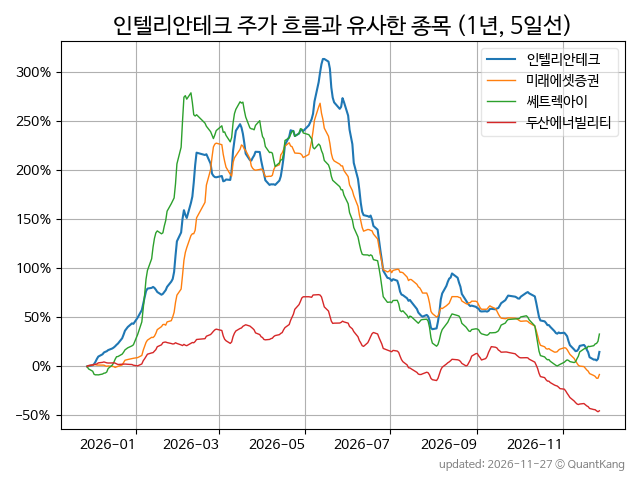 인텔리안테크 주가 흐름과 유사한 종목 (1년, 5일선)
인텔리안테크
미래에셋증권
쎄트렉아이
두산에너빌리티
300%
250%
200%
150%
100%
50%
0%
−50%
2026-01
2026-03
2026-05
2026-07
2026-09
2026-11
updated: 2026-11-27 © QuantKang